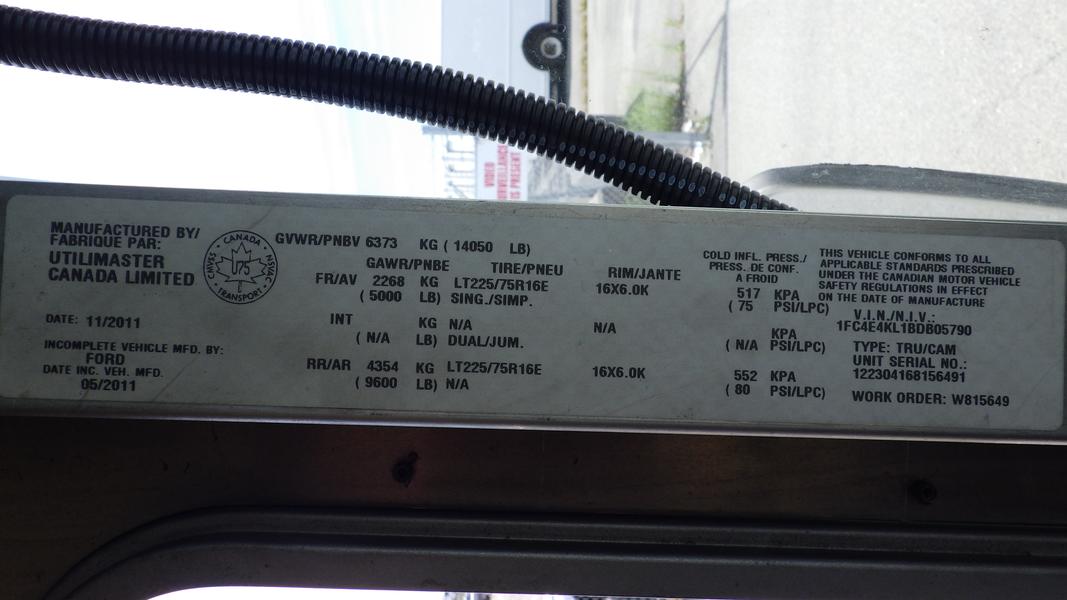 VIDEO
SURVEILLANCE
IS PRESENT
MANUFACTURED BY/
FABRIQUE PAR:
UTILIMASTER
CANADA LIMITED
DATE: 11/2011
INCOMPLETE VEHICLE MFD. BY:
FORD
DATE INC. VEH. MFD.
05/2011
CANADA
TRANSPORT
U75
GVWR/PNBV 6373 KG ( 14050 LB)
GAWR/PNBE TIRE/PNEU RIM/JANTE
FR/AV 2268 KG LT225/75R16E 16X6.0K
( 5000 LB) SING./SIMP.
INT KG N/A N/A
( N/A LB) DUAL/JUM.
RR/AR 4354 KG LT225/75R16E 16X6.0K
( 9600 LB) N/A
COLD INFL. PRESS./
PRESS. DE CONF.
A FROID
517 KPA
( 75 PSI/LPC)
KPA
( N/A PSI/LPC)
552 KPA
( 80 PSI/LPC)
THIS VEHICLE CONFORMS TO ALL
APPLICABLE STANDARDS PRESCRIBED
UNDER THE CANADIAN MOTOR VEHICLE
SAFETY REGULATIONS IN EFFECT
ON THE DATE OF MANUFACTURE
V.I.N./N.I.V.:
1FC4E4KL1BDB05790
TYPE: TRU/CAM
UNIT SERIAL NO.:
122304168156491
WORK ORDER: W815649